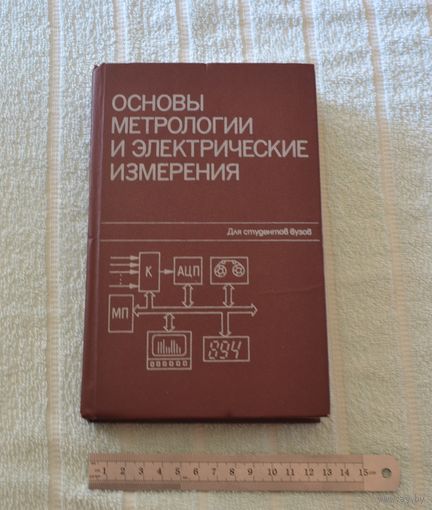 ОСНОВЫ
МЕТРОЛОГИИ
И ЭЛЕКТРИЧЕСКИЕ
ИЗМЕРЕНИЯ
Для студентов вузов
К
АЦП
МП
894
1 2 3 4 5 6 7 8 9 10 11 12 13 14 15